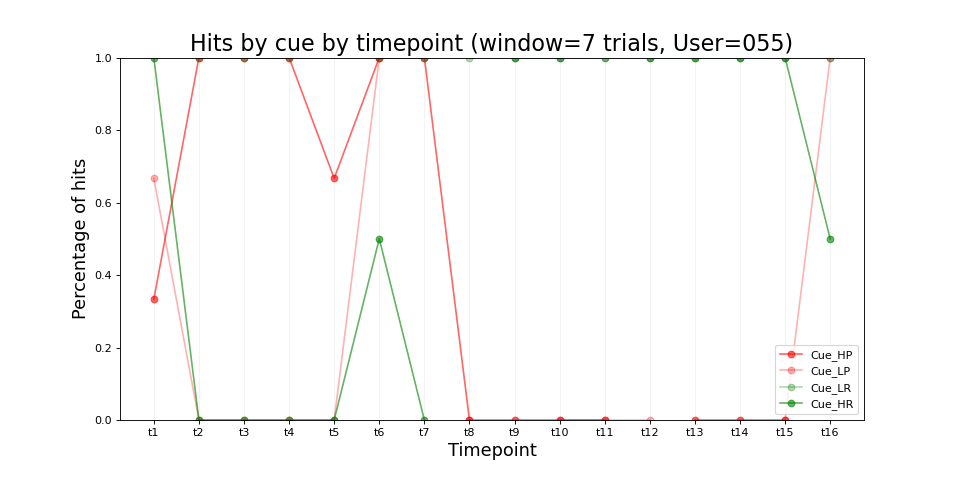 Hits by cue by timepoint (window=7 trials, User=055)
Percentage of hits
1.0
0.8
0.6
0.4
0.2
0.0
t1 t2 t3 t4 t5 t6 t7 t8 t9 t10 t11 t12 t13 t14 t15 t16
Timepoint
Cue_HP
Cue_LP
Cue_LR
Cue_HR